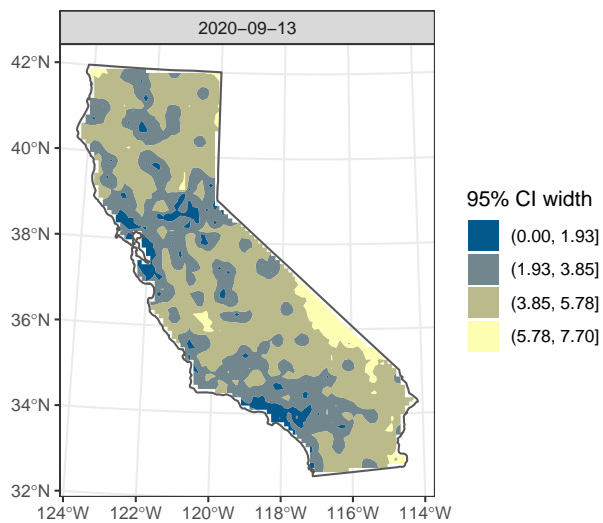 2020−09−13
42°N
40°N
38°N
36°N
34°N
32°N
124°W 122°W 120°W 118°W 116°W 114°W
95% CI width
(0.00, 1.93]
(1.93, 3.85]
(3.85, 5.78]
(5.78, 7.70]